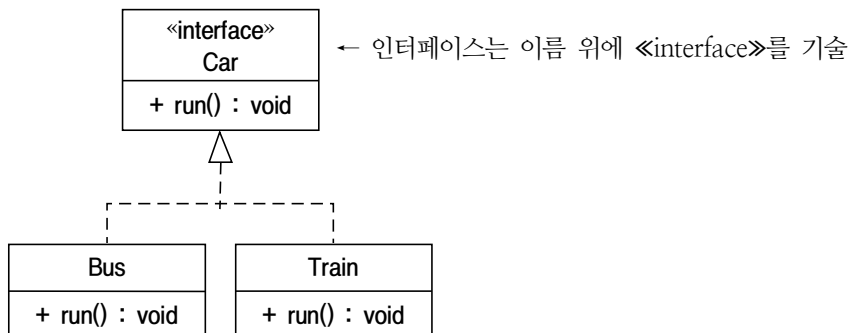 «interface»
Car
+ run() : void
← 인터페이스는 이름 위에 ≪interface≫를 기술
Bus
+ run() : void
Train
+ run() : void